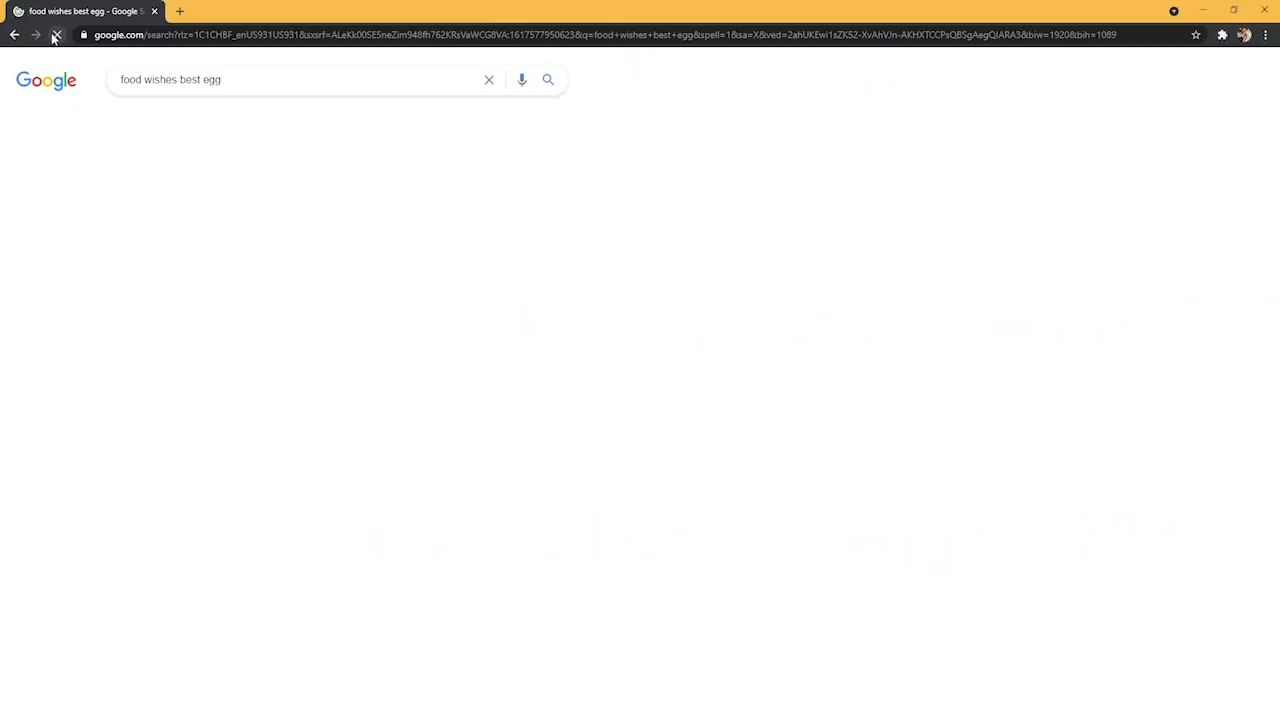 food wishes best egg - Google S
google.com/search?rlz=1C1CHBF_enUS931US931&sxsrf=ALeKk00SE5neZim948fh762KRsVaWCG8VA:1617577950623&q=food+wishes+best+egg&spell=1&sa=X&ved=2ahUKEwi1sZK52-XvAhVJn-AKHXTCCPsQBSgAegQIARA3&biw=1920&bih=1089
Google
food wishes best egg